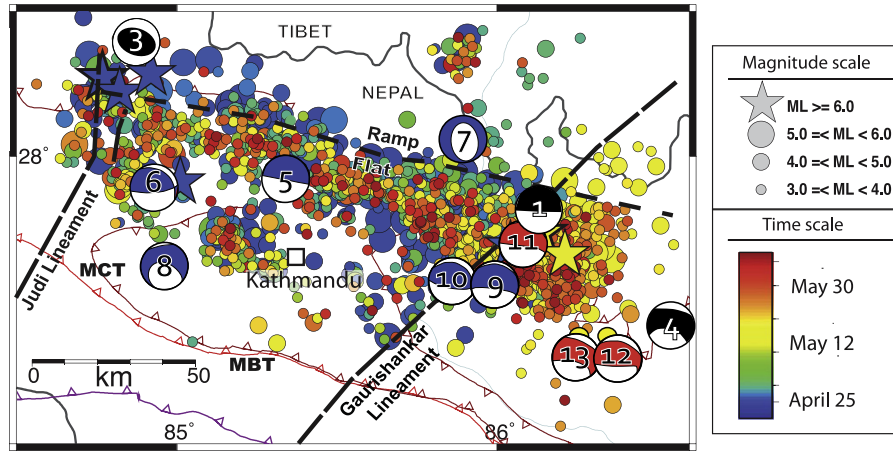 TIBET
NEPAL
3
Ramp
Flat
7
28°
6
5
1
11
Judi Lineament
MCT
8
Kathmandu
10
9
4
13
12
MBT
Gaurishankar
Lineament
0
50
km
85°
86°
Magnitude scale
ML >= 6.0
5.0 =< ML < 6.0
4.0 =< ML < 5.0
3.0 =< ML < 4.0
Time scale
May 30
May 12
April 25